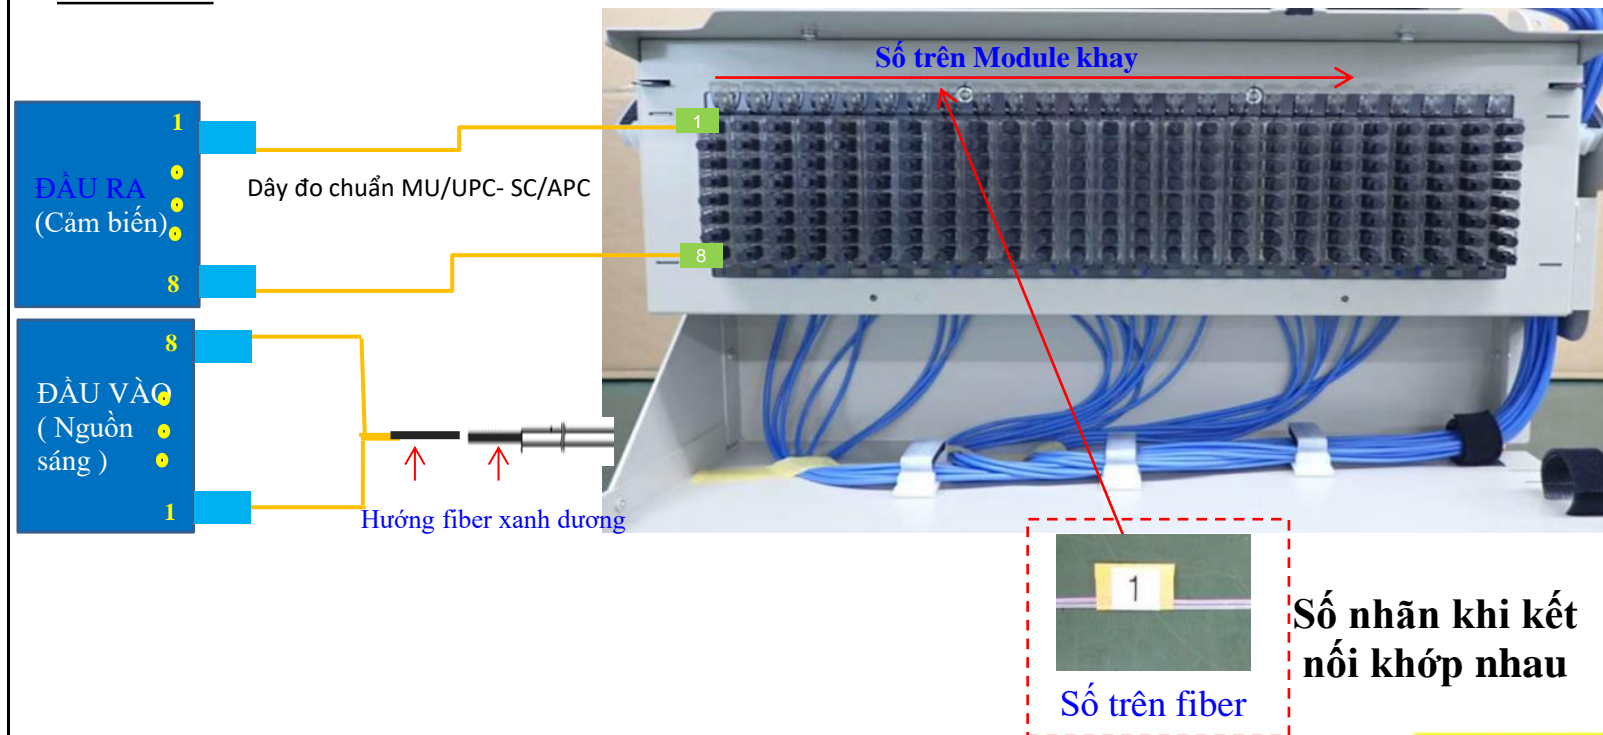 Số trên Module khay
1
1
ĐẦU RA
(Cảm biến)
Dây đo chuẩn MU/UPC- SC/APC
8
8
8
ĐẦU VÀO
( Nguồn
sáng )
1
Hướng fiber xanh dương
1
Số nhãn khi kết
nối khớp nhau
Số trên fiber